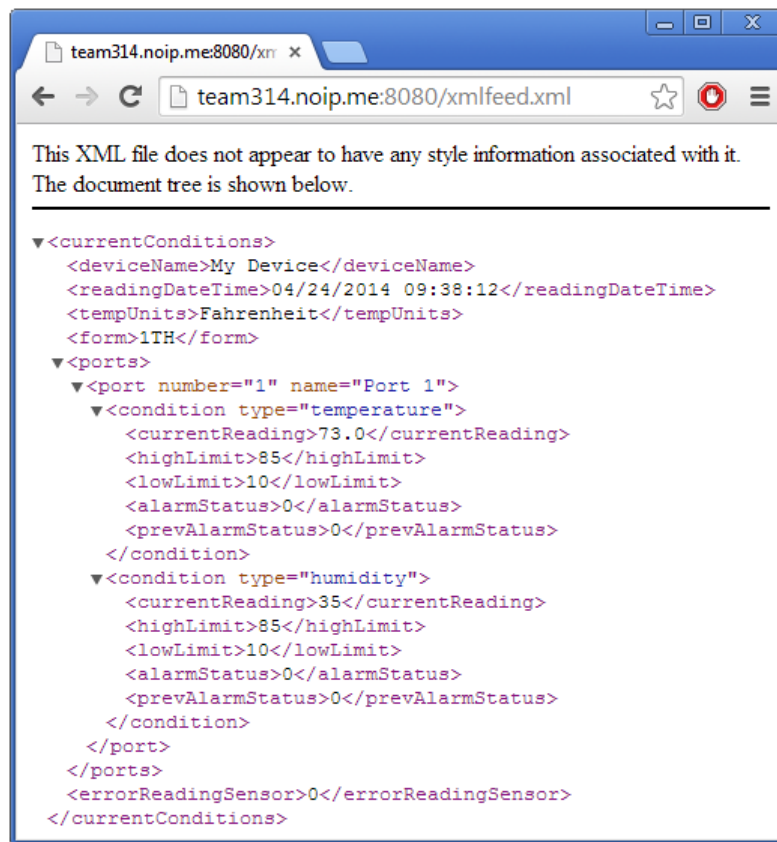 team314.noip.me:8080/xm
team314.noip.me:8080/xmlfeed.xml
This XML file does not appear to have any style information associated with it.
The document tree is shown below.
▼<currentConditions>
<deviceName>My Device</deviceName>
<readingDateTime>04/24/2014 09:38:12</readingDateTime>
<tempUnits>Fahrenheit</tempUnits>
<form>1TH</form>
▼<ports>
▼<port number="1" name="Port 1">
▼<condition type="temperature">
<currentReading>73.0</currentReading>
<highLimit>85</highLimit>
<lowLimit>10</lowLimit>
<alarmStatus>0</alarmStatus>
<prevAlarmStatus>0</prevAlarmStatus>
</condition>
▼<condition type="humidity">
<currentReading>35</currentReading>
<highLimit>85</highLimit>
<lowLimit>10</lowLimit>
<alarmStatus>0</alarmStatus>
<prevAlarmStatus>0</prevAlarmStatus>
</condition>
</port>
</ports>
<errorReadingSensor>0</errorReadingSensor>
</currentConditions>